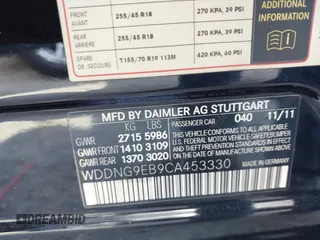 FRONT
AVANT
255/45 R18
270 KPA, 39 PSI
REAR
ARRIERE
255/45 R18
270 KPA, 39 PSI
SPARE
DE SECOURS
T155/70 R19 113M
420 KPA, 60 PSI
ADDITIONAL
INFORMATION
MFD BY DAIMLER AG STUTTGART
KG LBS PASSENGER CAR 040 11/11
GVWR 2715 5986
GAWR 1410 3109
GAWR 1370 3020
THIS VEHICLE CONFORMS TO ALL
APPLICABLE U.S. FEDERAL MOTOR
VEHICLE SAFETY, BUMPER, AND
THEFT PREVENTION STANDARDS IN
EFFECT ON THE DATE OF
MANUFACTURE SHOWN ABOVE
WDDNG9EB9CA453330
DREAMBID